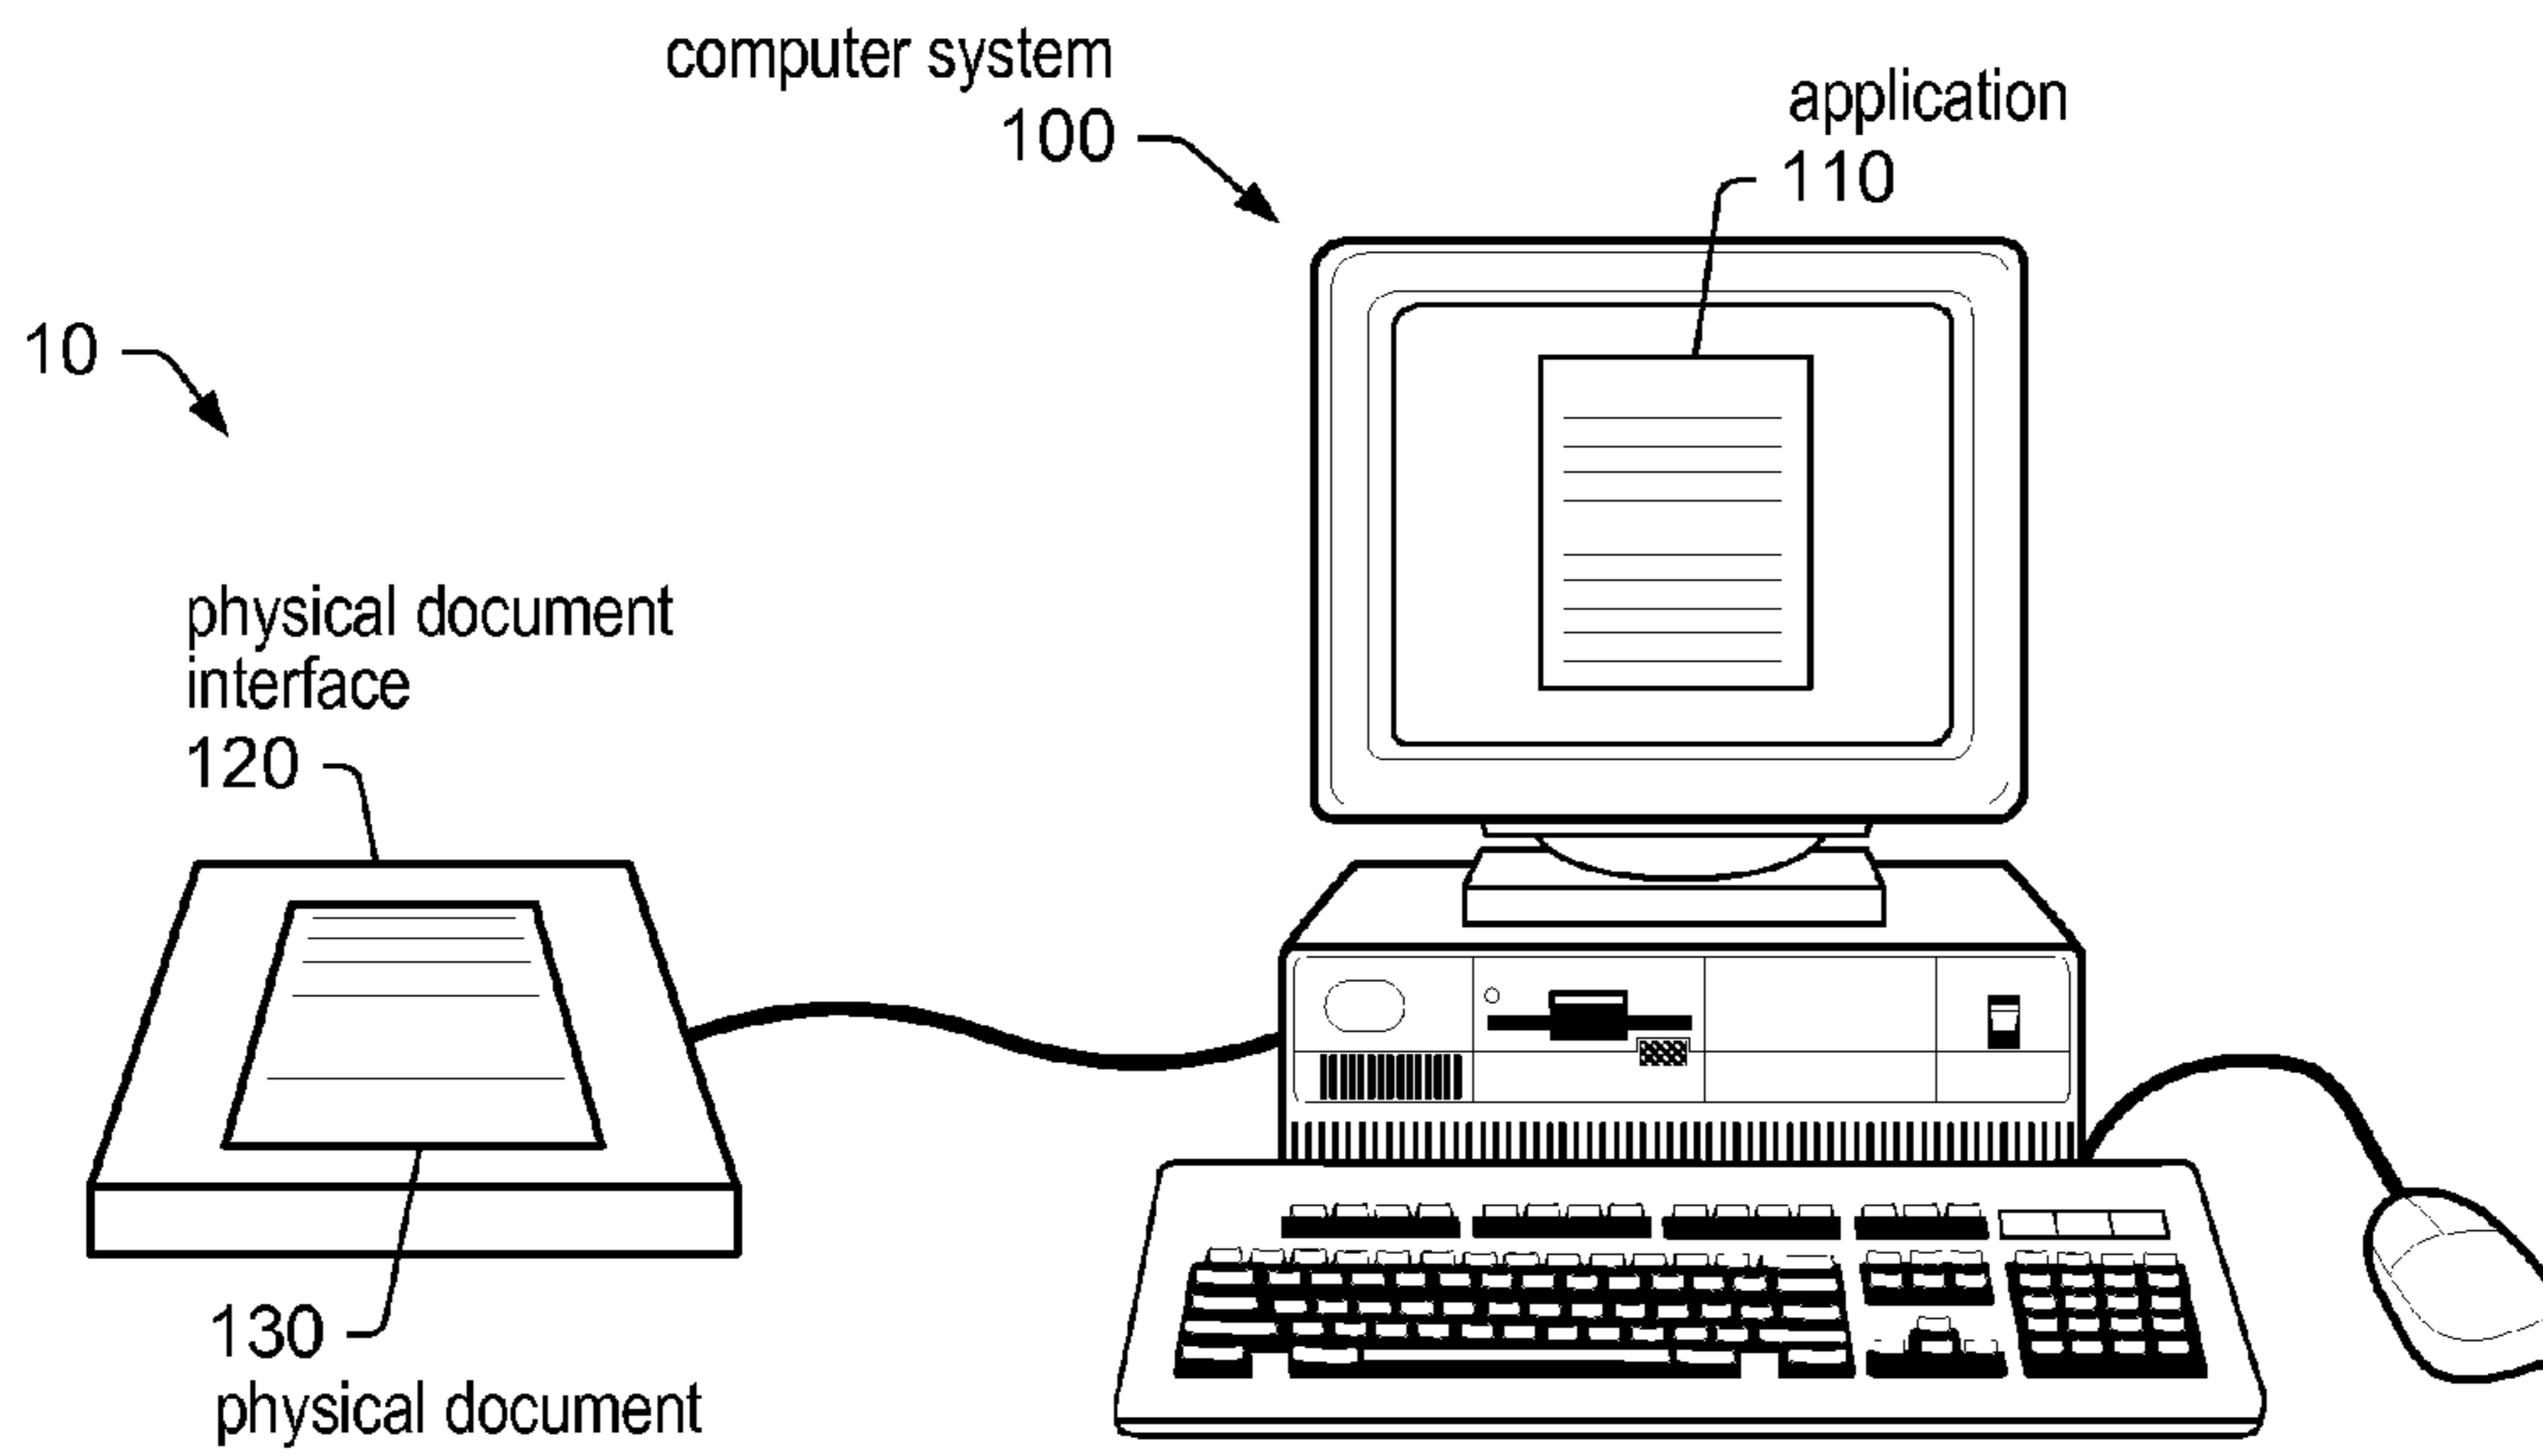 computer system
100
application
110
10
physical document
interface
120
130
physical document